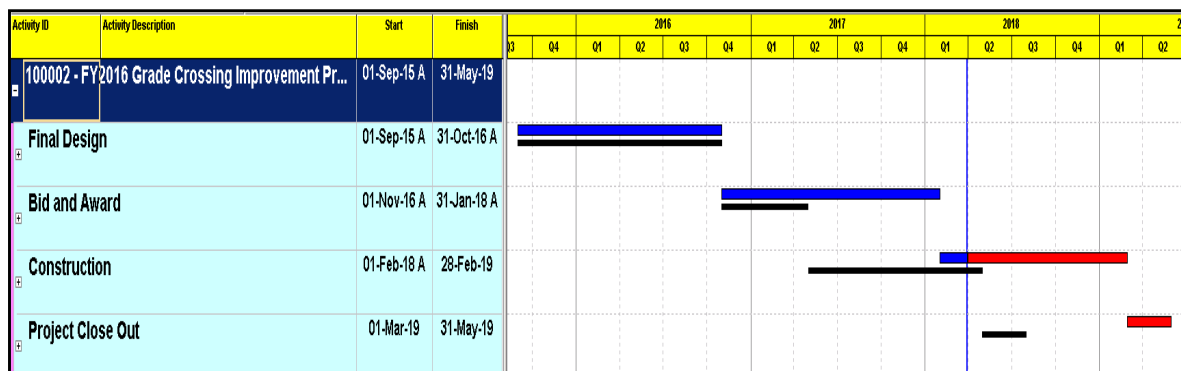 Activity ID Activity Description Start Finish 2016 2017 2018 2
Q3 Q4 Q1 Q2 Q3 Q4 Q1 Q2 Q3 Q4 Q1 Q2 Q3 Q4 Q1 Q2
100002 - FY2016 Grade Crossing Improvement Pr... 01-Sep-15 A 31-May-19
Final Design 01-Sep-15 A 31-Oct-16 A
Bid and Award 01-Nov-16 A 31-Jan-18 A
Construction 01-Feb-18 A 28-Feb-19
Project Close Out 01-Mar-19 31-May-19